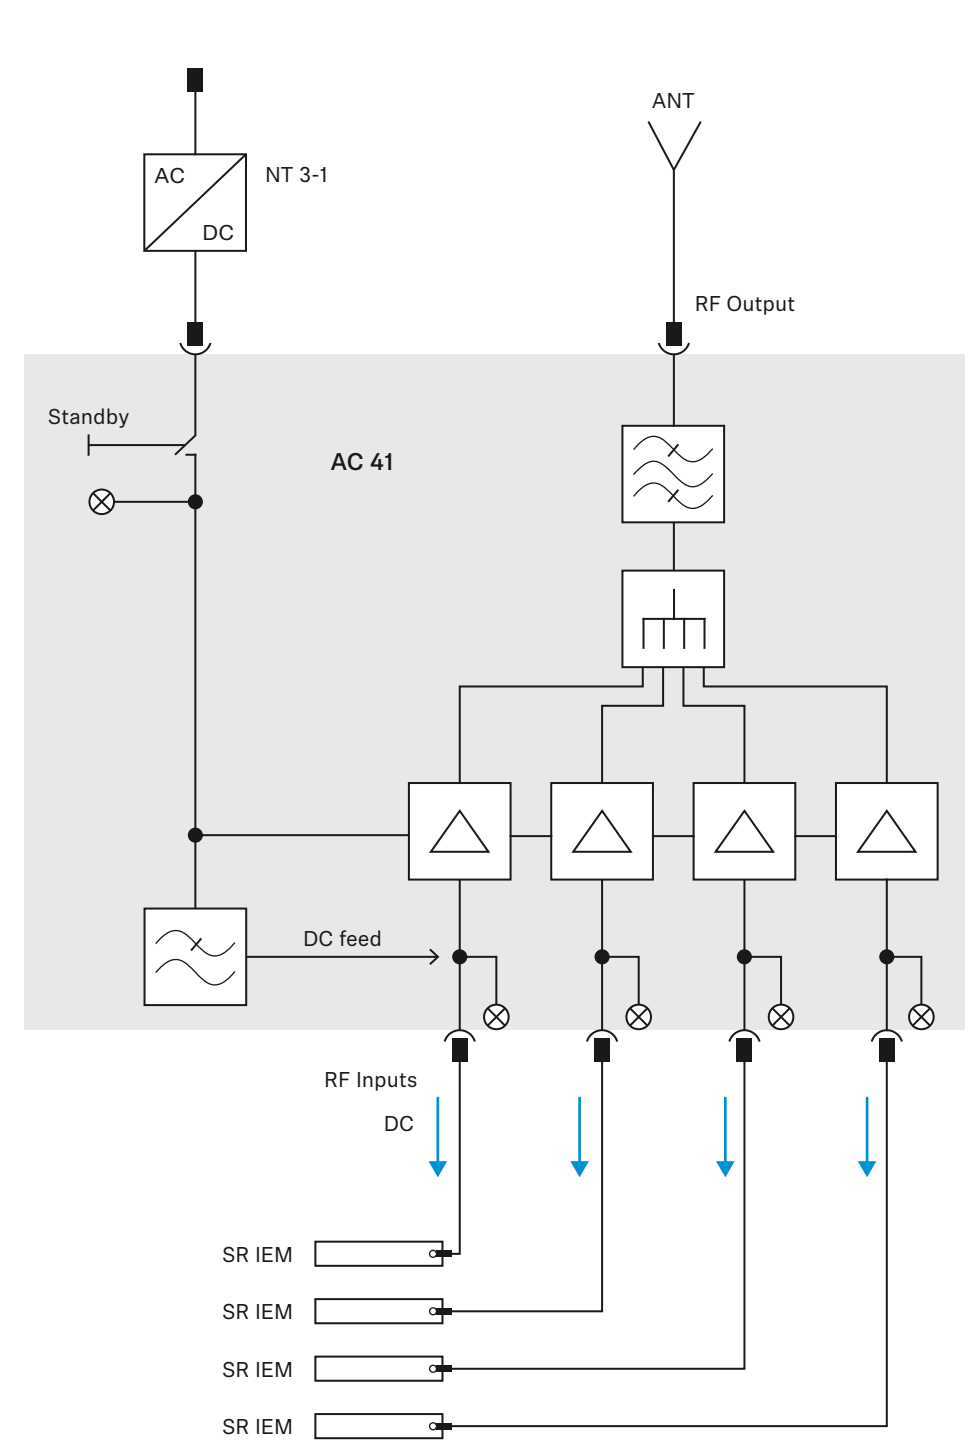 ANT
AC
NT 3-1
DC
RF Output
Standby
AC 41
DC feed
RF Inputs
DC
SR IEM
SR IEM
SR IEM
SR IEM